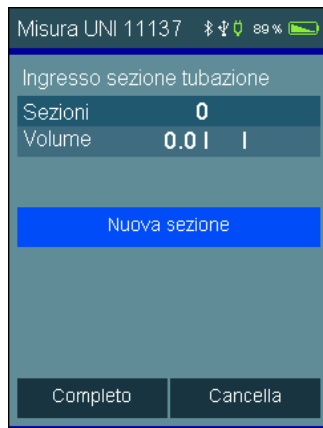 Misura UNI 11137 89 %
Ingresso sezione tubazione
Sezioni 0
Volume 0.0 l l
Nuova sezione
Completo Cancella